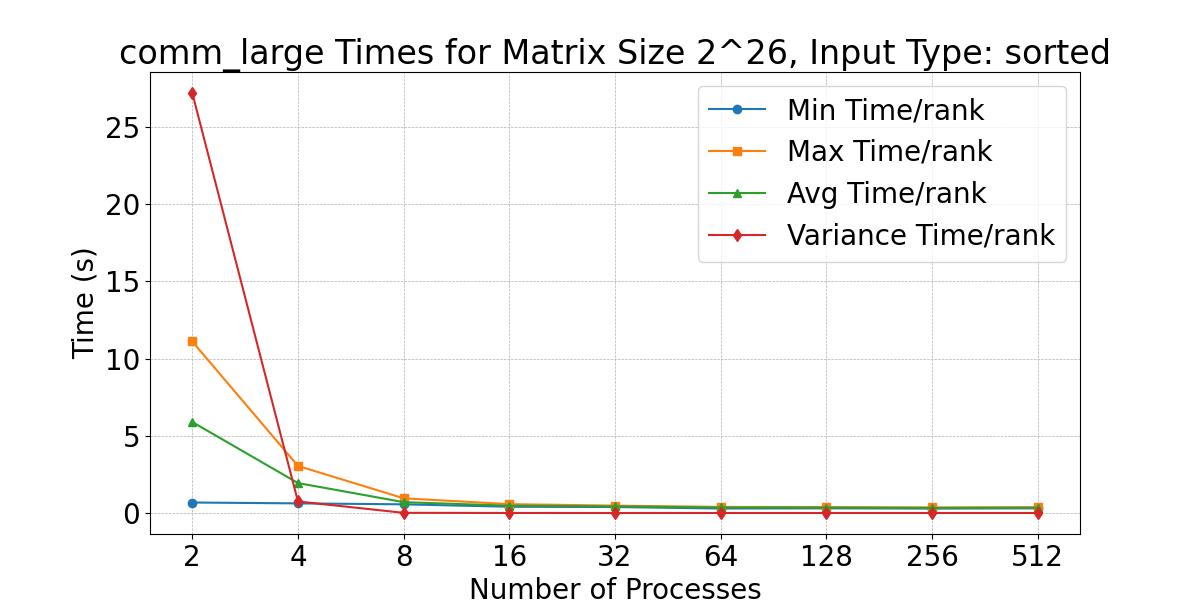 comm_large Times for Matrix Size 2^26, Input Type: sorted
Min Time/rank
Max Time/rank
Avg Time/rank
Variance Time/rank
Time (s)
25
20
15
10
5
0
2 4 8 16 32 64 128 256 512
Number of Processes